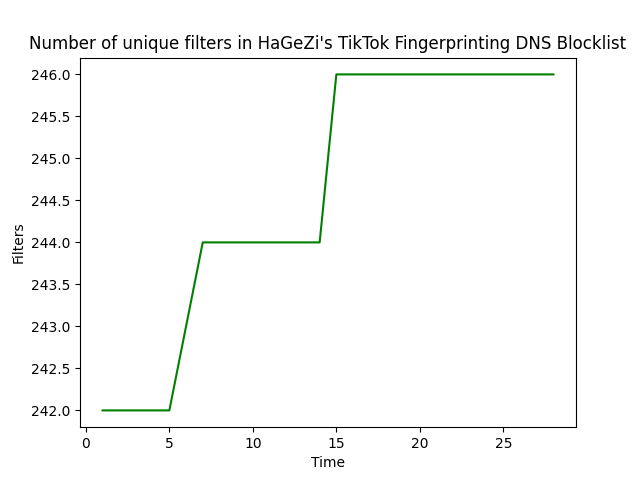 Number of unique filters in HaGeZi's TikTok Fingerprinting DNS Blocklist
246.0
245.5
245.0
244.5
244.0
243.5
243.0
242.5
242.0
Filters
0 5 10 15 20 25
Time